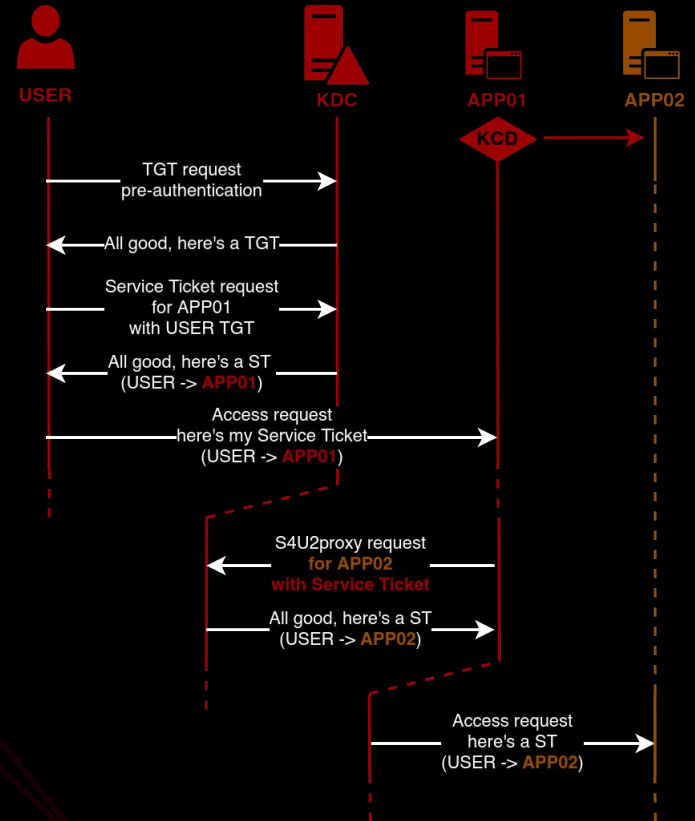 USER
KDC
APP01
APP02
KCD
TGT request
pre-authentication
All good, here's a TGT
Service Ticket request
for APP01
with USER TGT
All good, here's a ST
(USER -> APP01)
Access request
here's my Service Ticket
(USER -> APP01)
S4U2proxy request
for APP02
with Service Ticket
All good, here's a ST
(USER -> APP02)
Access request
here's a ST
(USER -> APP02)